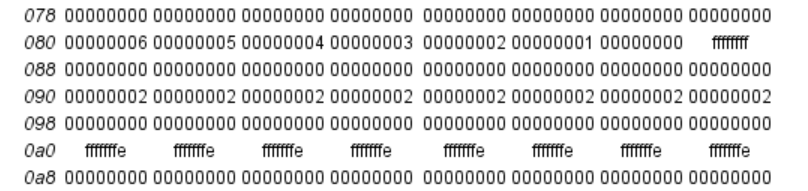 078 00000000 00000000 00000000 00000000 00000000 00000000 00000000 00000000
080 00000006 00000005 00000004 00000003 00000002 00000001 00000000 ffffffff
088 00000000 00000000 00000000 00000000 00000000 00000000 00000000 00000000
090 00000002 00000002 00000002 00000002 00000002 00000002 00000002 00000002
098 00000000 00000000 00000000 00000000 00000000 00000000 00000000 00000000
0a0 fffffffe fffffffe fffffffe fffffffe fffffffe fffffffe fffffffe fffffffe
0a8 00000000 00000000 00000000 00000000 00000000 00000000 00000000 00000000